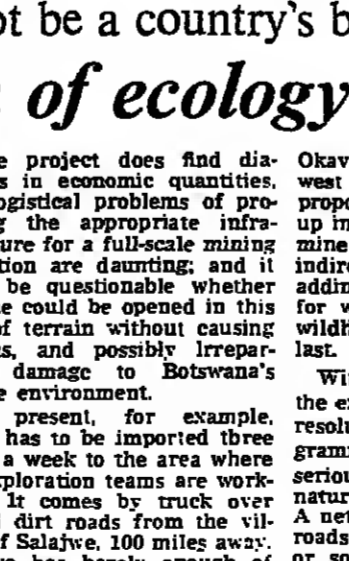 ot be a country's b
of ecology
e project does find dia-
s in economic quantities,
ogistical problems of pro-
g the appropriate infra-
ure for a full-scale mining
tion are daunting; and it
be questionable whether
e could be opened in this
of terrain without causing
s, and possibly irrepar-
damage to Botswana's
e environment.
present, for example,
has to be imported three
a week to the area where
ploration teams are work-
It comes by truck over
dirt roads from the vil-
f Salajwe, 100 miles away.
Okav
west
propo
up in
mine
indire
addin
for w
wildh
last.
Wi
the e
resolu
gram
seriou
natur
A net
roads
or so